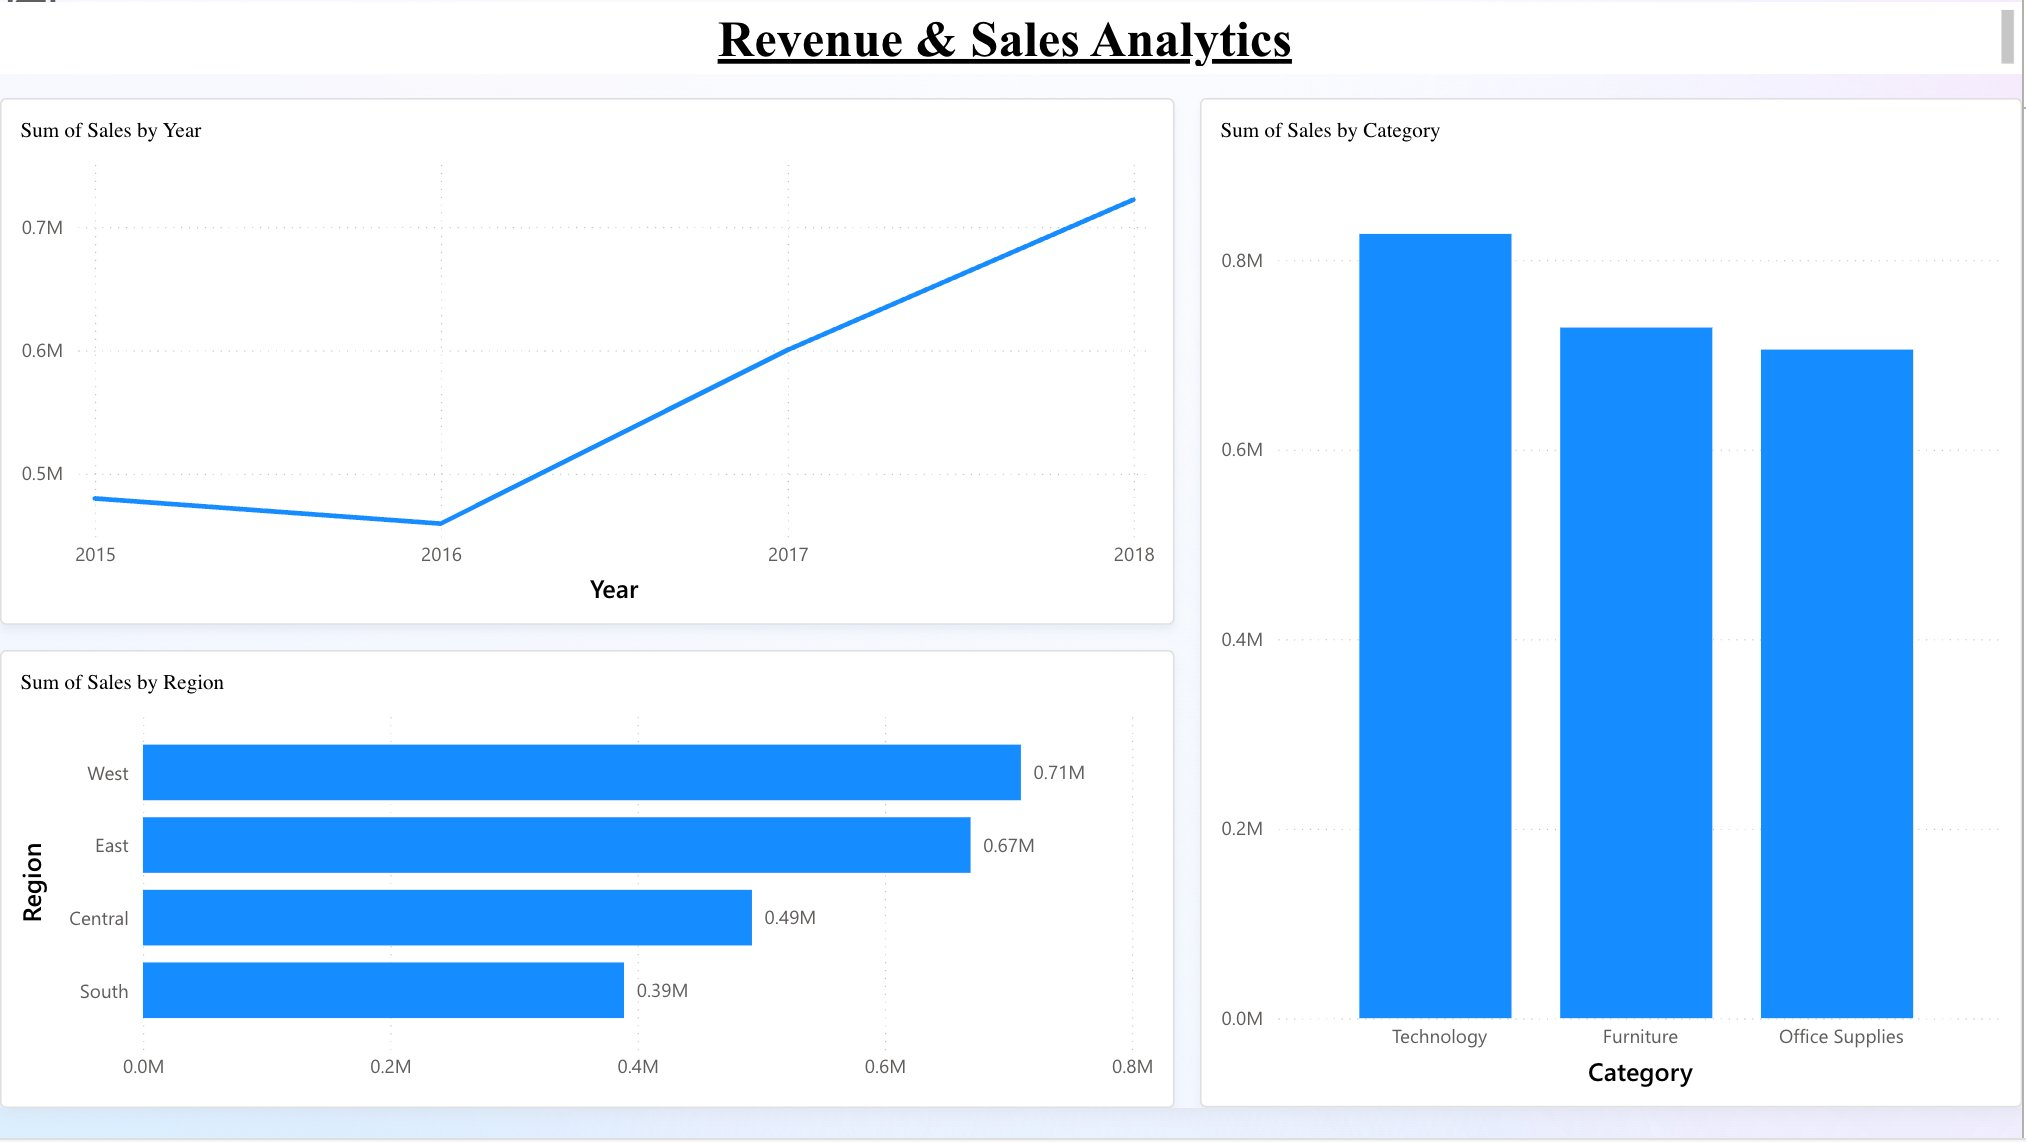 Revenue & Sales Analytics
Sum of Sales by Year
0.7M
0.6M
0.5M
2015 2016 2017 2018
Year
Sum of Sales by Region
Region
West 0.71M
East 0.67M
Central 0.49M
South 0.39M
0.0M 0.2M 0.4M 0.6M 0.8M
Sum of Sales by Category
0.8M
0.6M
0.4M
0.2M
0.0M
Technology Furniture Office Supplies
Category